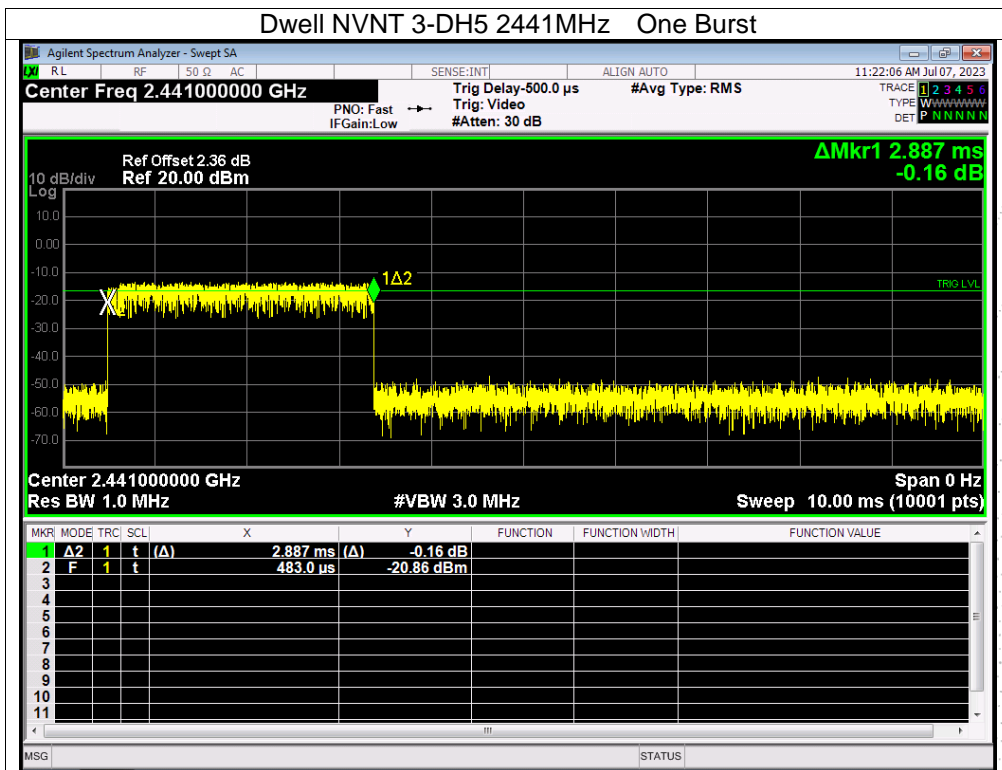 Dwell NVNT 3-DH5 2441MHz One Burst
Agilent Spectrum Analyzer - Swept SA
LXI RL RF 50 Ω AC SENSE:INT ALIGN AUTO 11:22:06 AM Jul 07, 2023
Center Freq 2.441000000 GHz Trig Delay-500.0 µs #Avg Type: RMS TRACE 1 2 3 4 5 6
PNO: Fast Trig: Video TYPE WWWWWWW
IFGain:Low #Atten: 30 dB DET P N N N N N
ΔMkr1 2.887 ms
-0.16 dB
Ref Offset 2.36 dB
10 dB/div Ref 20.00 dBm
Log
10.0
0.00
-10.0
1Δ2
TRIG LVL
-20.0
-30.0
-40.0
-50.0
-60.0
-70.0
Center 2.441000000 GHz Span 0 Hz
Res BW 1.0 MHz #VBW 3.0 MHz Sweep 10.00 ms (10001 pts)
MKR MODE TRC SCL X Y FUNCTION FUNCTION WIDTH FUNCTION VALUE
1 Δ2 1 t (Δ) 2.887 ms (Δ) -0.16 dB
2 F 1 t 483.0 µs -20.86 dBm
3
4
5
6
7
8
9
10
11
MSG STATUS